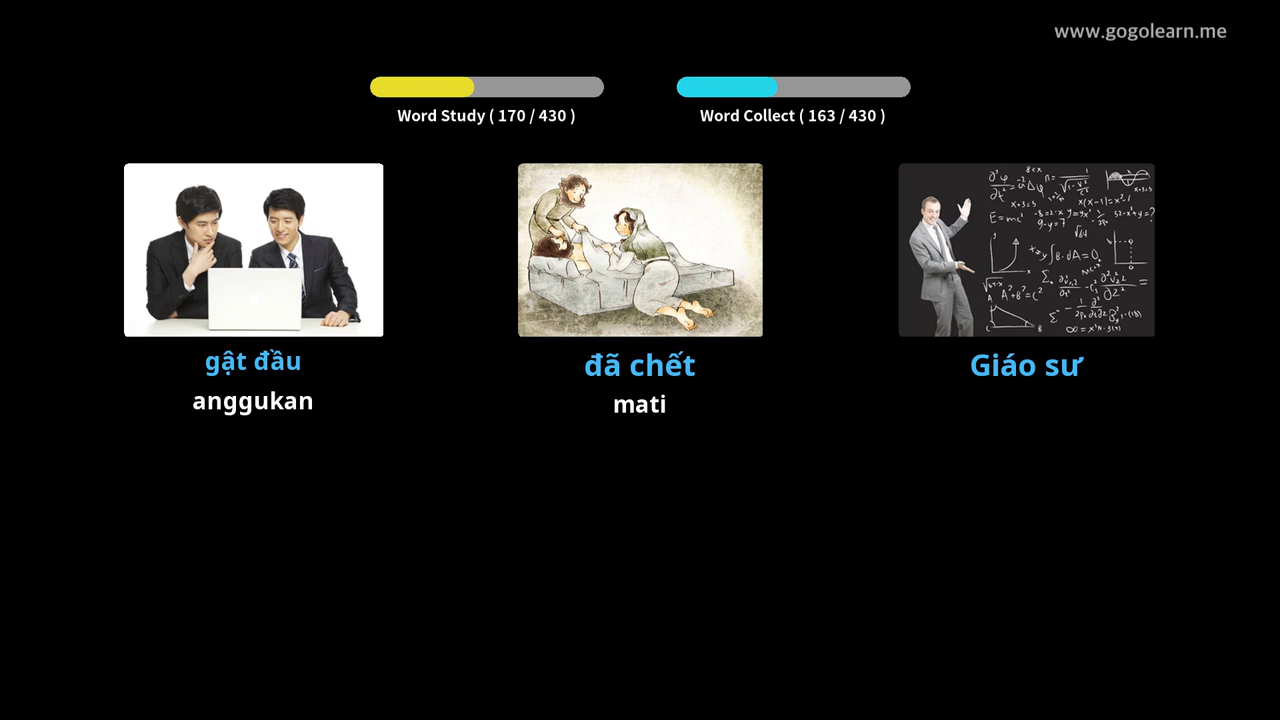 www.gogolearn.me
Word Study ( 170 / 430 )
Word Collect ( 163 / 430 )
gật đầu
anggukan
đã chết
mati
Giáo sư